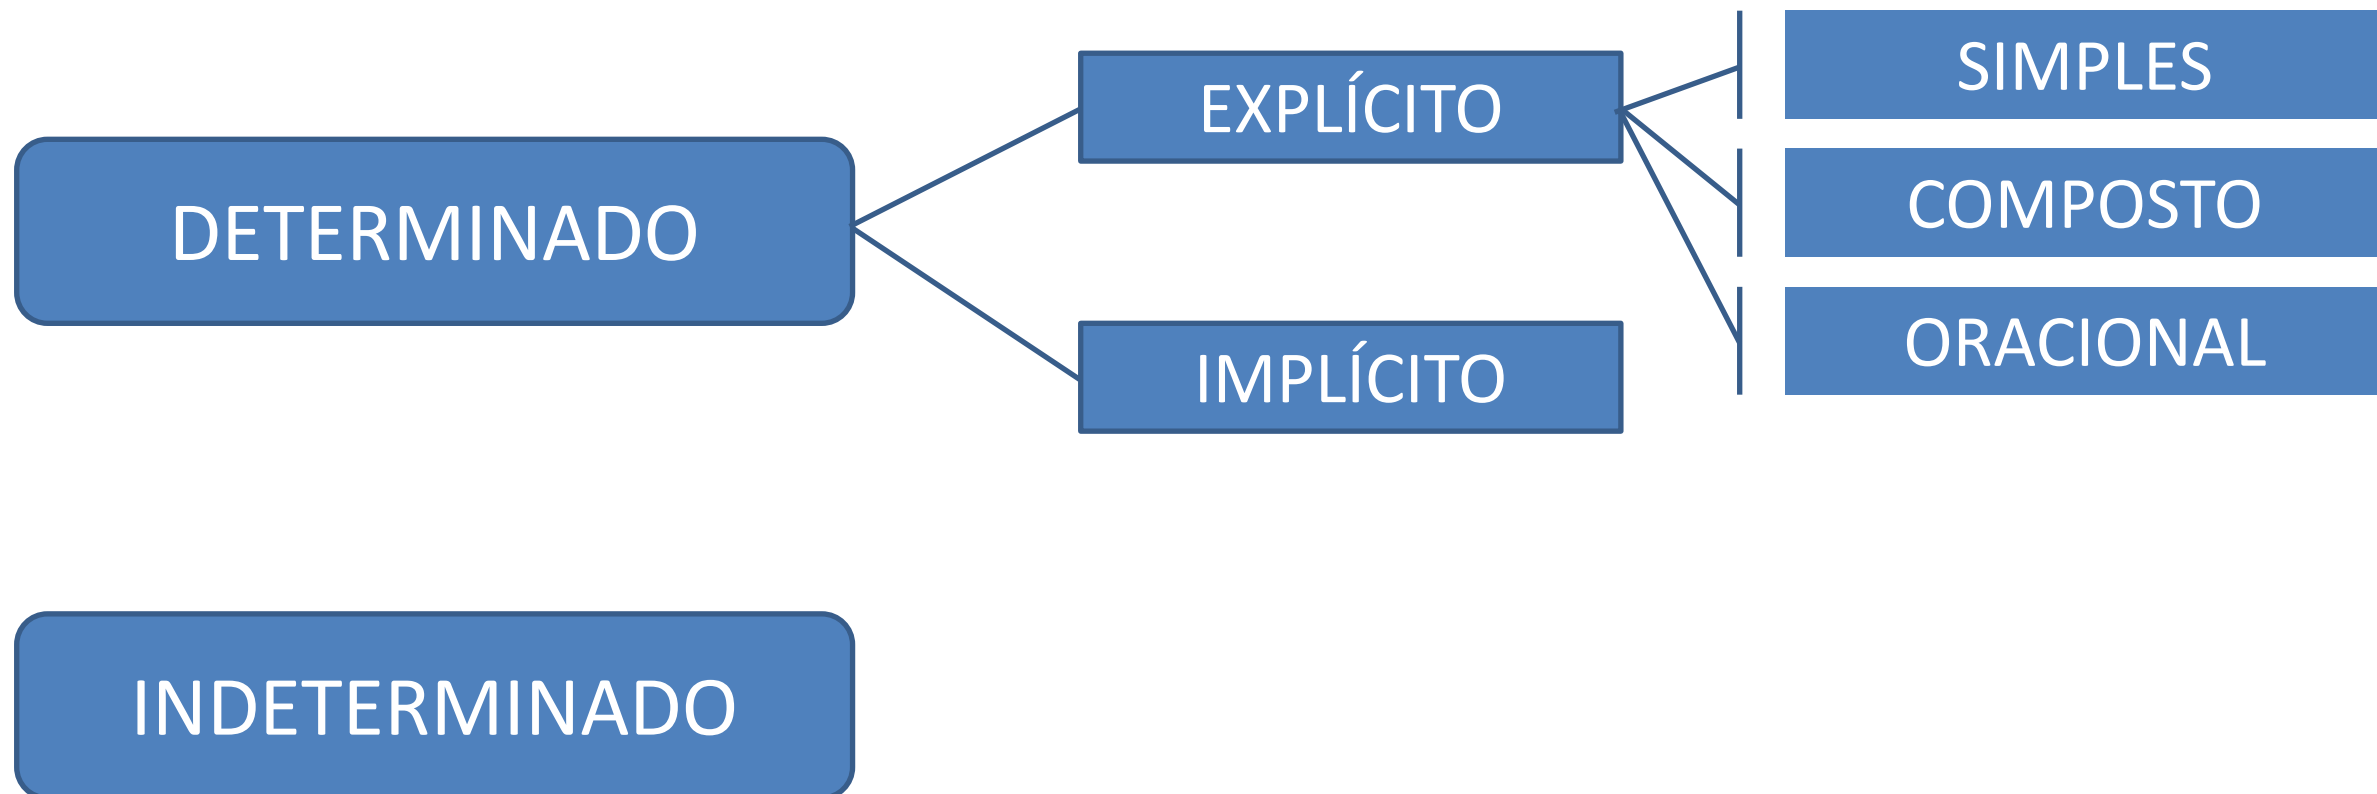 DETERMINADO
EXPLÍCITO
IMPLÍCITO
SIMPLES
COMPOSTO
ORACIONAL
INDETERMINADO